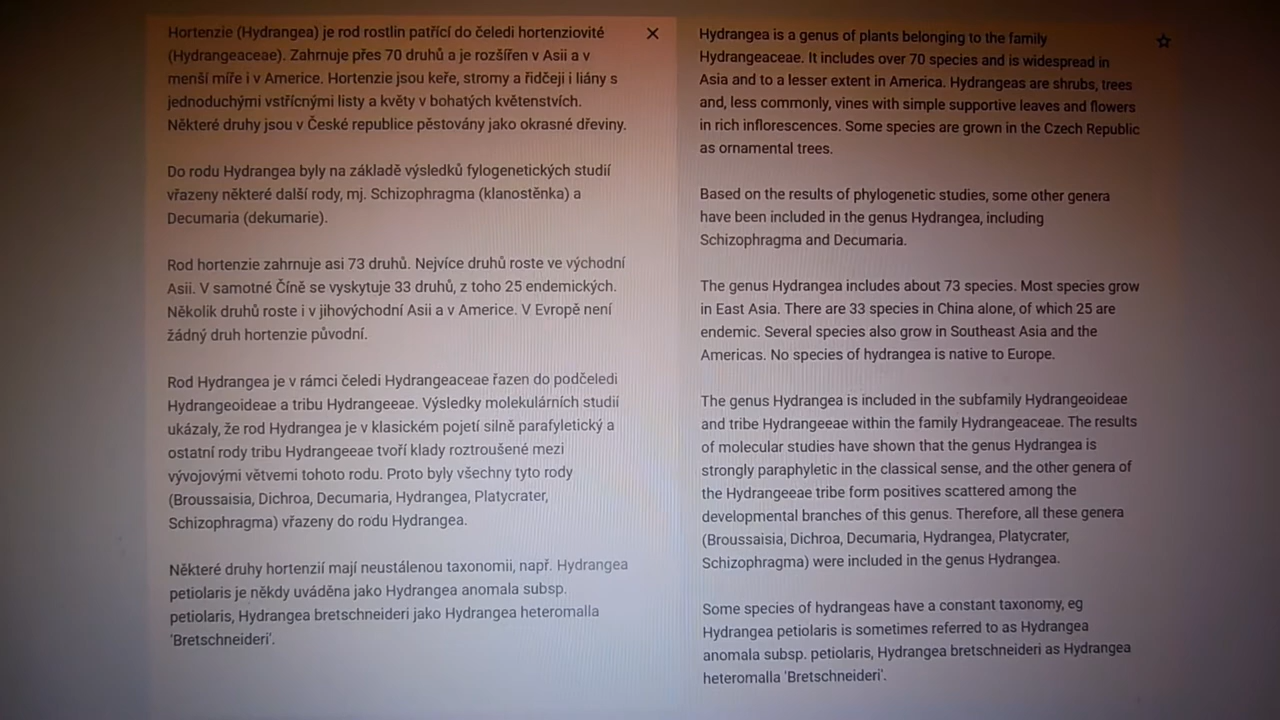 Hortenzie (Hydrangea) je rod rostlin patřící do čeledi hortenziovité
(Hydrangeaceae). Zahrnuje přes 70 druhů a je rozšířen v Asii a v
menší míře i v Americe. Hortenzie jsou keře, stromy a řidčeji i liány s
jednoduchými vstřícnými listy a květy v bohatých květenstvích.
Některé druhy jsou v České republice pěstovány jako okrasné dřeviny.
Do rodu Hydrangea byly na základě výsledků fylogenetických studií
vřazeny některé další rody, mj. Schizophragma (klanostěnka) a
Decumaria (dekumarie).
Rod hortenzie zahrnuje asi 73 druhů. Nejvíce druhů roste ve východní
Asii. V samotné Číně se vyskytuje 33 druhů, z toho 25 endemických.
Několik druhů roste i v jihovýchodní Asii a v Americe. V Evropě není
žádný druh hortenzie původní.
Rod Hydrangea je v rámci čeledi Hydrangeaceae řazen do podčeledi
Hydrangeoideae a tribu Hydrangeeae. Výsledky molekulárních studií
ukázaly, že rod Hydrangea je v klasickém pojetí silně parafyletický a
ostatní rody tribu Hydrangeeae tvoří klady roztroušené mezi
vývojovými větvemi tohoto rodu. Proto byly všechny tyto rody
(Broussaisia, Dichroa, Decumaria, Hydrangea, Platycrater,
Schizophragma) vřazeny do rodu Hydrangea.
Některé druhy hortenzií mají neustálenou taxonomii, např. Hydrangea
petiolaris je někdy uváděna jako Hydrangea anomala subsp.
petiolaris, Hydrangea bretschneideri jako Hydrangea heteromalla
'Bretschneideri'.
Hydrangea is a genus of plants belonging to the family
Hydrangeaceae. It includes over 70 species and is widespread in
Asia and to a lesser extent in America. Hydrangeas are shrubs, trees
and, less commonly, vines with simple supportive leaves and flowers
in rich inflorescences. Some species are grown in the Czech Republic
as ornamental trees.
Based on the results of phylogenetic studies, some other genera
have been included in the genus Hydrangea, including
Schizophragma and Decumaria.
The genus Hydrangea includes about 73 species. Most species grow
in East Asia. There are 33 species in China alone, of which 25 are
endemic. Several species also grow in Southeast Asia and the
Americas. No species of hydrangea is native to Europe.
The genus Hydrangea is included in the subfamily Hydrangeoideae
and tribe Hydrangeeae within the family Hydrangeaceae. The results
of molecular studies have shown that the genus Hydrangea is
strongly paraphyletic in the classical sense, and the other genera of
the Hydrangeeae tribe form positives scattered among the
developmental branches of this genus. Therefore, all these genera
(Broussaisia, Dichroa, Decumaria, Hydrangea, Platycrater,
Schizophragma) were included in the genus Hydrangea.
Some species of hydrangeas have a constant taxonomy, eg
Hydrangea petiolaris is sometimes referred to as Hydrangea
anomala subsp. petiolaris, Hydrangea bretschneideri as Hydrangea
heteromalla 'Bretschneideri'.